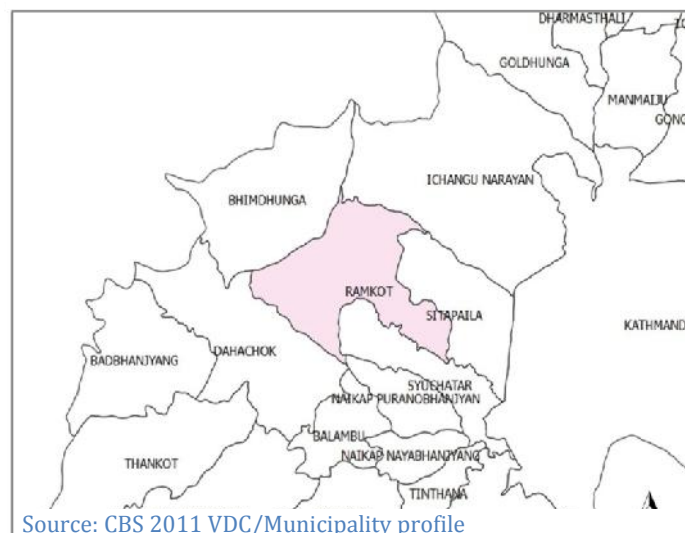 DHARMASTHALI
GOLDHUNGA
MANMAIJU
GONG
ICHANGU NARAYAN
BHIMDHUNGA
RAMKOT
SITAPAILA
KATHMAND
DAHACHOK
BADBHANJYANG
SYUCHATAR
NAIKAP PURANOBHANJYAN
BALAMBU
NAIKAP NAYABHANJYANG
THANKOT
TINTHANA
Source: CBS 2011 VDC/Municipality profile